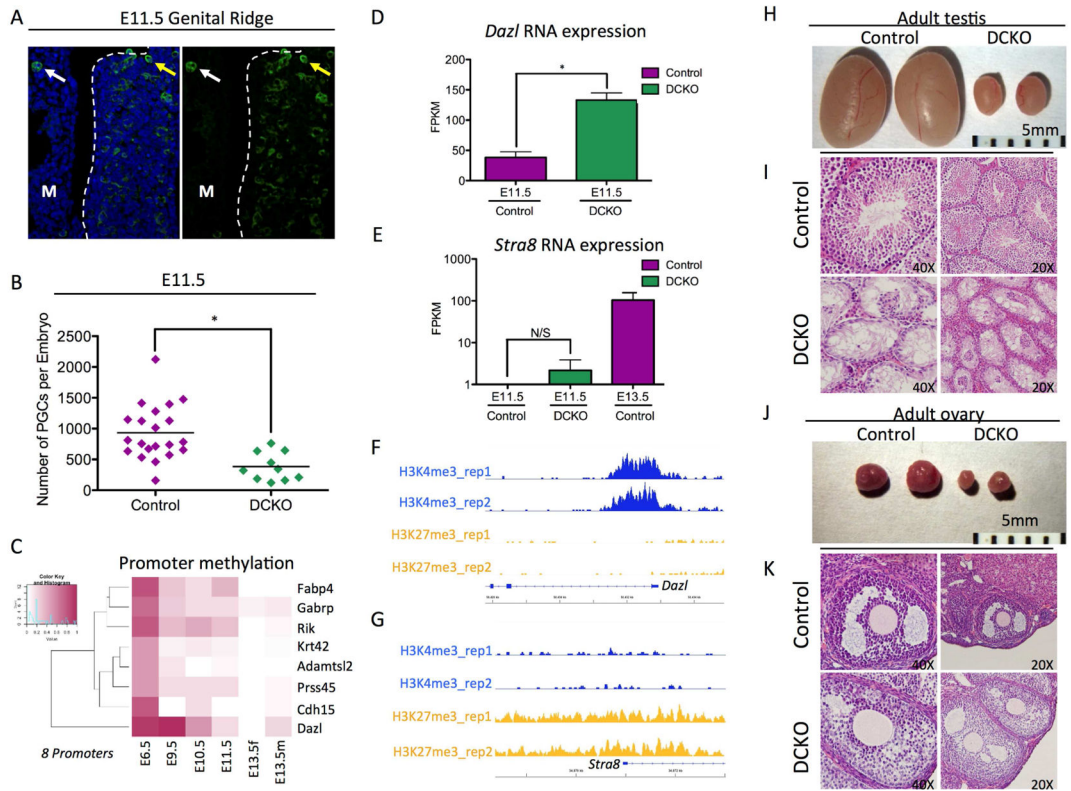 A
E11.5 Genital Ridge
M
M
B
E11.5
*
Number of PGCs per Embryo
2500
2000
1500
1000
500
0
Control
DCKO
C
Promoter methylation
Color Key
and Histogram
Value
Fabp4
Gabrp
Rik
Krt42
Adamtsl2
Prss45
Cdh15
Dazl
8 Promoters
E6.5
E9.5
E10.5
E11.5
E13.5f
E13.5m
D
Dazl RNA expression
Control
DCKO
*
FPKM
200
150
100
50
0
E11.5
Control
E11.5
DCKO
E
Stra8 RNA expression
Control
DCKO
N/S
FPKM
1000
100
10
1
E11.5
Control
E11.5
DCKO
E13.5
Control
F
H3K4me3_rep1
H3K4me3_rep2
H3K27me3_rep1
H3K27me3_rep2
Dazl
G
H3K4me3_rep1
H3K4me3_rep2
H3K27me3_rep1
H3K27me3_rep2
Stra8
H
Adult testis
Control DCKO
5mm
I
Control
40X
20X
DCKO
40X
20X
J
Adult ovary
Control DCKO
5mm
K
Control
40X
20X
DCKO
40X
20X